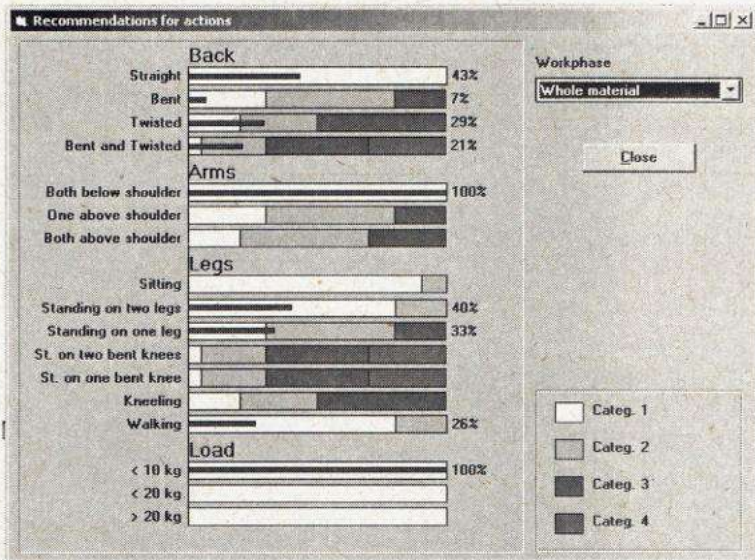 Recommendations for actions
Back
Straight 43%
Bent 7%
Twisted 29%
Bent and Twisted 21%
Arms
Both below shoulder 100%
One above shoulder
Both above shoulder
Legs
Sitting
Standing on two legs 40%
Standing on one leg 33%
St. on two bent knees
St. on one bent knee
Kneeling
Walking 26%
Load
< 10 kg 100%
< 20 kg
> 20 kg
Workphase
Whole material
Close
Categ. 1
Categ. 2
Categ. 3
Categ. 4